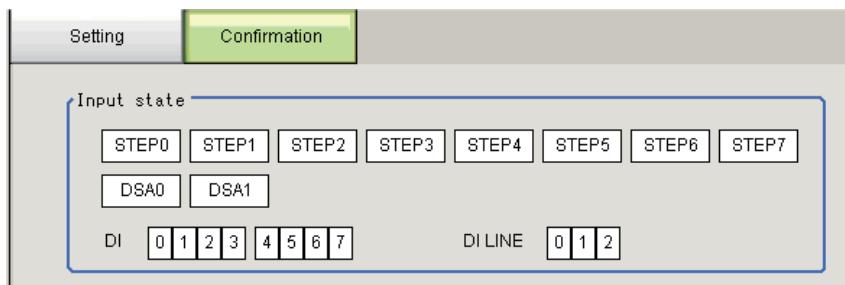 Setting Confirmation
Input state
STEP0 STEP1 STEP2 STEP3 STEP4 STEP5 STEP6 STEP7
DSA0 DSA1
DI 0 1 2 3 4 5 6 7 DI LINE 0 1 2